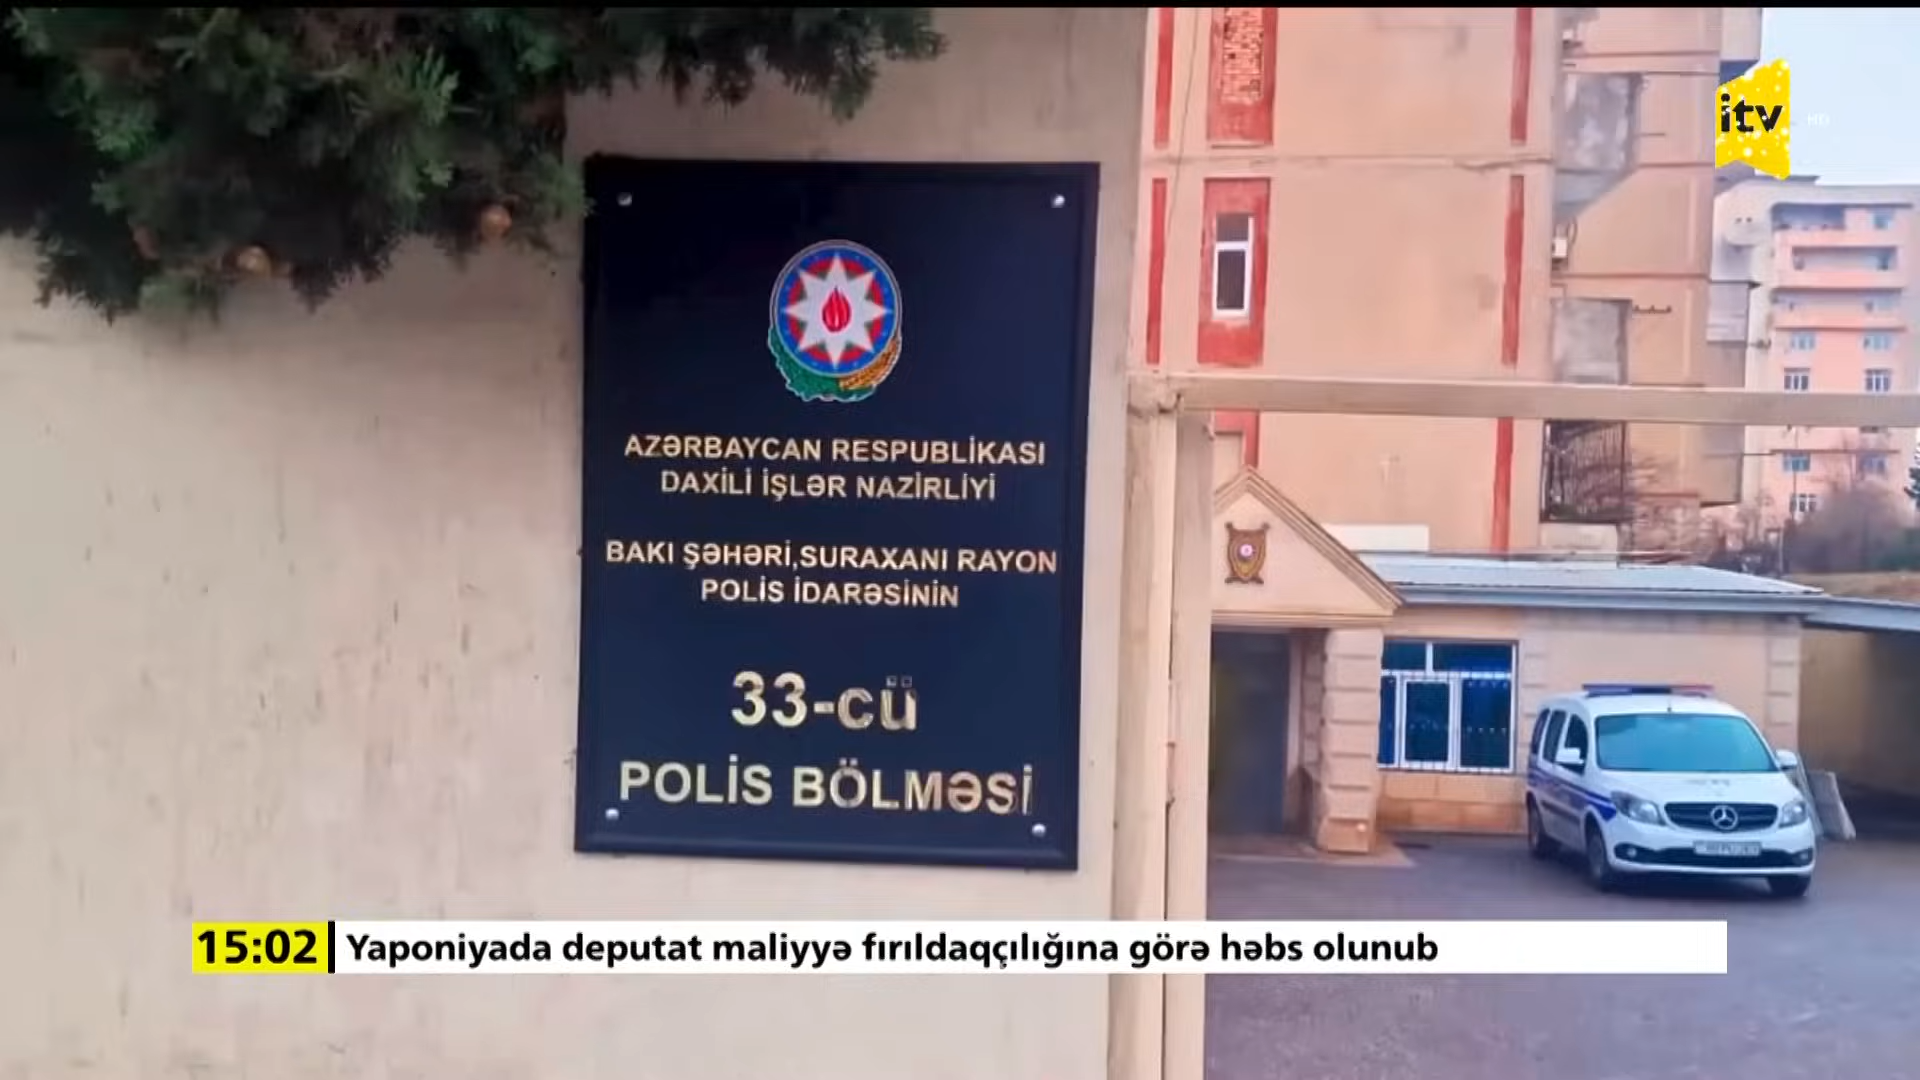 itv
HD
AZƏRBAYCAN RESPUBLİKASI
DAXİLİ İŞLƏR NAZİRLİYİ
BAKI ŞƏHƏRİ,SURAXANI RAYON
POLİS İDARƏSİNİN
33-cü
POLİS BÖLMƏSİ
15:02 Yaponiyada deputat maliyyə fırıldaqçılığına görə həbs olunub